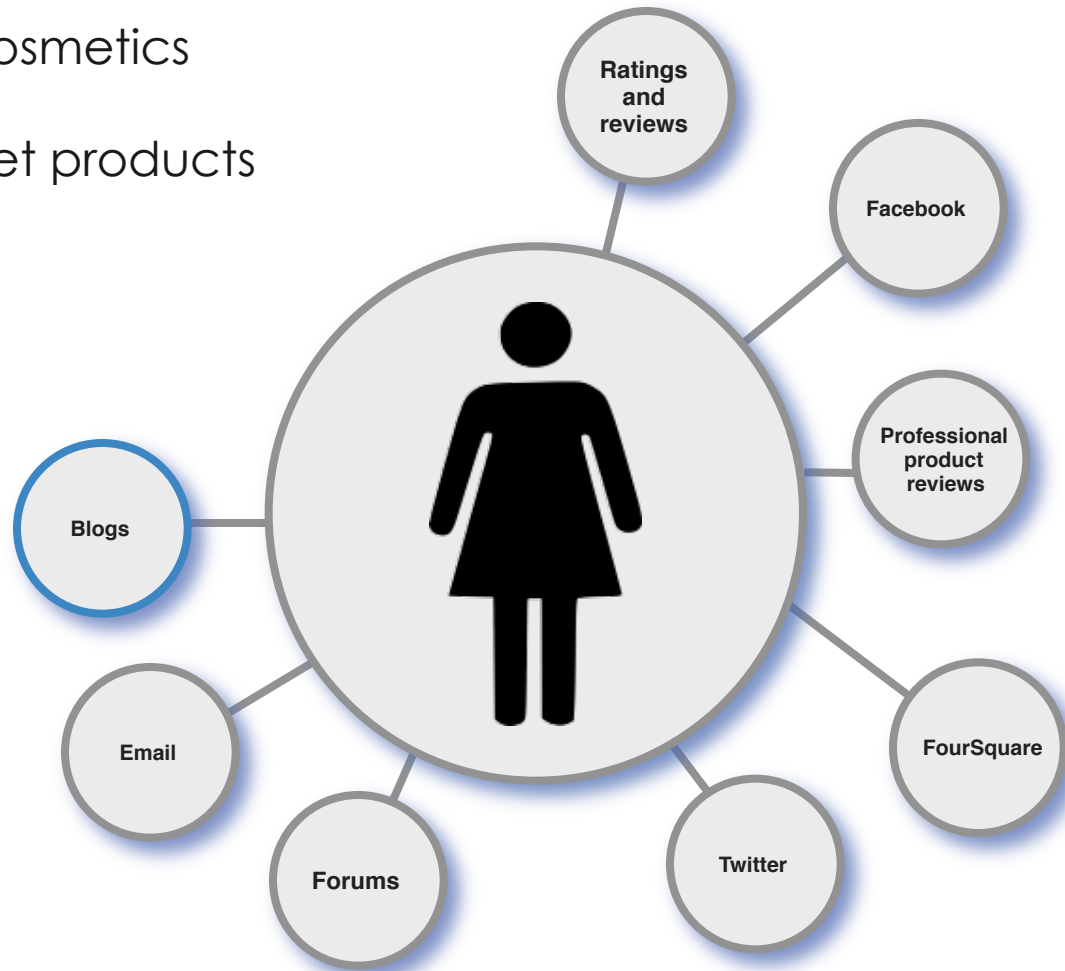 osmetics
et products
Ratings
and
reviews
Facebook
Professional
product
reviews
Blogs
Email
FourSquare
Forums
Twitter